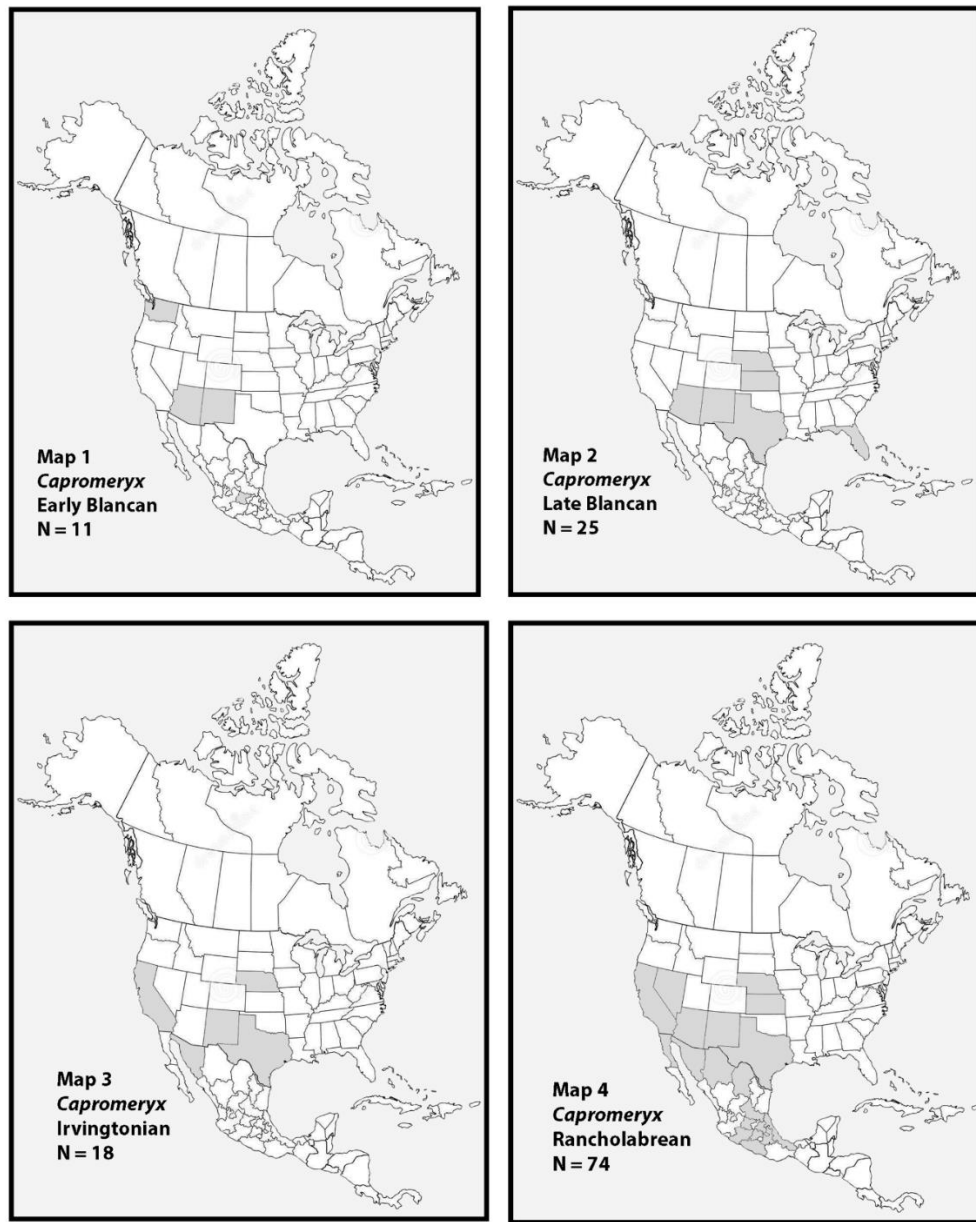 Map 1
Capromeryx
Early Blancan
N = 11
Map 2
Capromeryx
Late Blancan
N = 25
Map 3
Capromeryx
Irvingtonian
N = 18
Map 4
Capromeryx
Rancholabrean
N = 74